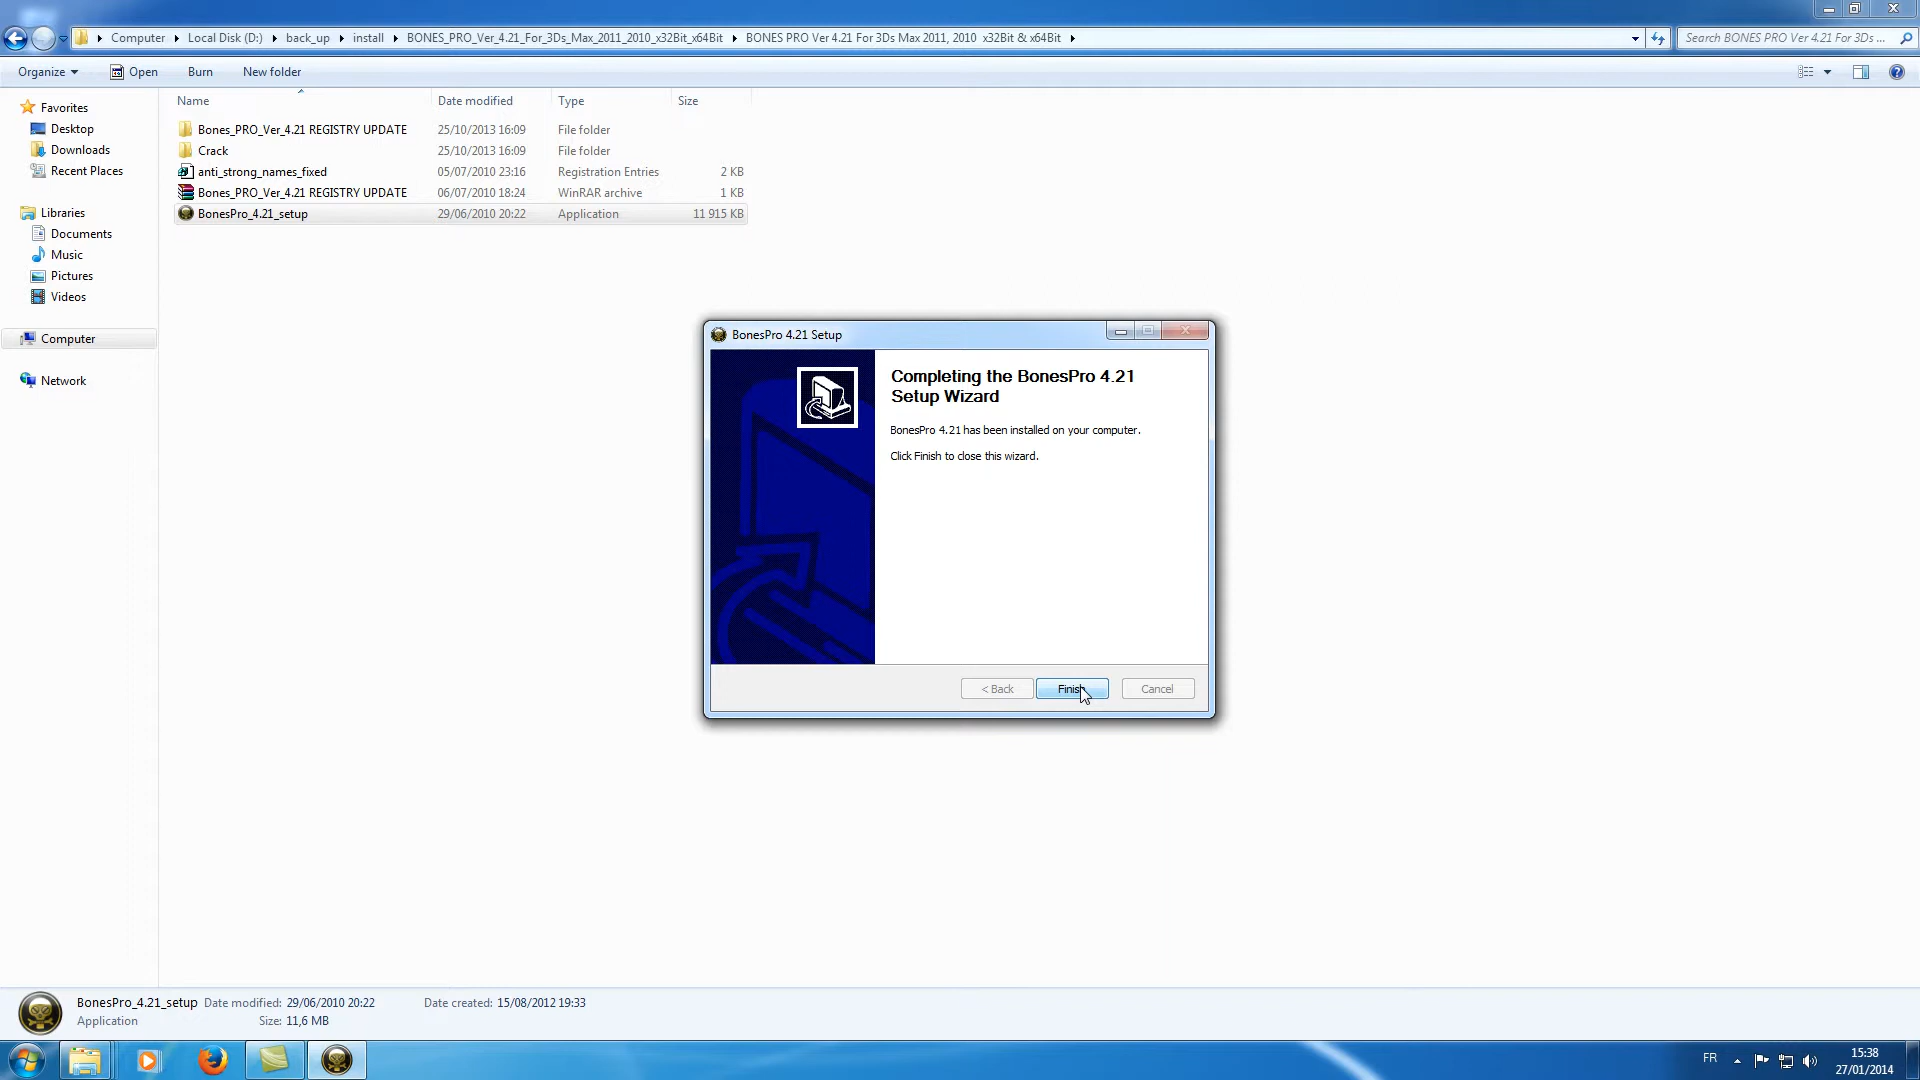 Computer
Local Disk (D:)
back_up
install
BONES_PRO_Ver_4.21_For_3Ds_Max_2011_2010_x32Bit_x64Bit
BONES PRO Ver 4.21 For 3Ds Max 2011, 2010 x32Bit & x64Bit
Search BONES PRO Ver 4.21 For 3Ds ...
Organize
Open
Burn
New folder
Name
Date modified
Type
Size
Favorites
Desktop
Downloads
Recent Places
Libraries
Documents
Music
Pictures
Videos
Computer
Network
Bones_PRO_Ver_4.21 REGISTRY UPDATE 25/10/2013 16:09 File folder
Crack 25/10/2013 16:09 File folder
anti_strong_names_fixed 05/07/2010 23:16 Registration Entries 2 KB
Bones_PRO_Ver_4.21 REGISTRY UPDATE 06/07/2010 18:24 WinRAR archive 1 KB
BonesPro_4.21_setup 29/06/2010 20:22 Application 11 915 KB
BonesPro 4.21 Setup
Completing the BonesPro 4.21
Setup Wizard
BonesPro 4.21 has been installed on your computer.
Click Finish to close this wizard.
< Back
Finish
Cancel
BonesPro_4.21_setup Date modified: 29/06/2010 20:22 Date created: 15/08/2012 19:33
Application Size: 11,6 MB
FR
15:38
27/01/2014